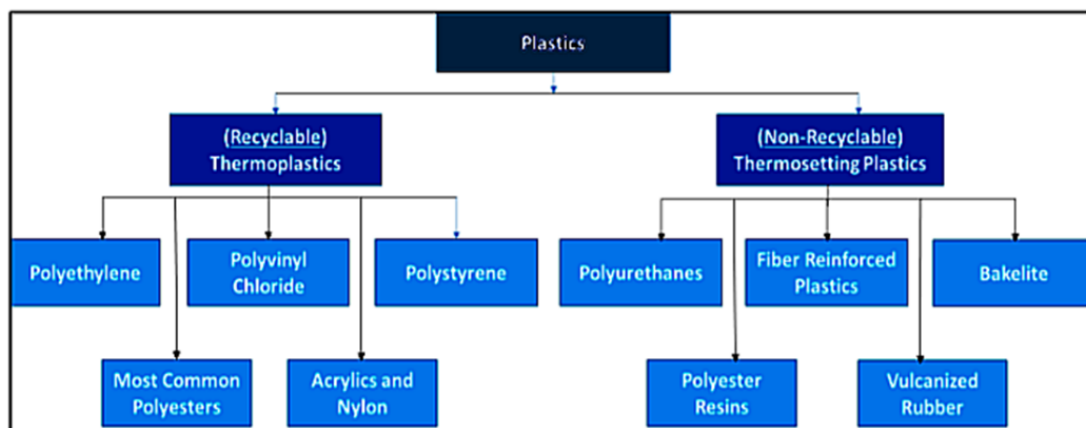 Plastics
(Recyclable)
Thermoplastics
(Non-Recyclable)
Thermosetting Plastics
Polyethylene
Polyvinyl
Chloride
Polystyrene
Polyurethanes
Fiber Reinforced
Plastics
Bakelite
Most Common
Polyesters
Acrylics and
Nylon
Polyester
Resins
Vulcanized
Rubber